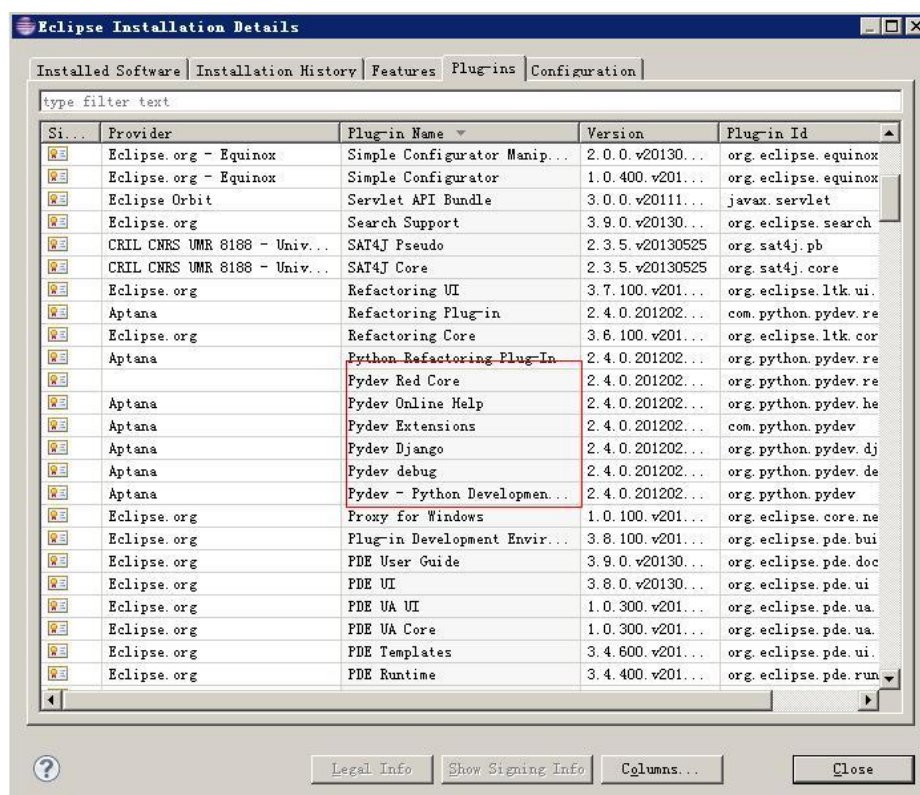 Eclipse Installation Details
Installed Software Installation History Features Plug-ins Configuration
type filter text
Si... Provider Plug-in Name Version Plug-in Id
Eclipse.org - Equinox Simple Configurator Manip... 2.0.0.v20130... org.eclipse.equinox
Eclipse.org - Equinox Simple Configurator 1.0.400.v201... org.eclipse.equinox
Eclipse Orbit Servlet API Bundle 3.0.0.v20111... javax.servlet
Eclipse.org Search Support 3.9.0.v20130... org.eclipse.search
CRIL CNRS UMR 8188 - Univ... SAT4J Pseudo 2.3.5.v20130525 org.sat4j.pb
CRIL CNRS UMR 8188 - Univ... SAT4J Core 2.3.5.v20130525 org.sat4j.core
Eclipse.org Refactoring UI 3.7.100.v201... org.eclipse.ltk.ui.
Aptana Refactoring Plug-in 2.4.0.201202... com.python.pydev.re
Eclipse.org Refactoring Core 3.6.100.v201... org.eclipse.ltk.cor
Aptana Python Refactoring Plug-In 2.4.0.201202... org.python.pydev.re
Pydev Red Core 2.4.0.201202... org.python.pydev.re
Aptana Pydev Online Help 2.4.0.201202... org.python.pydev.he
Aptana Pydev Extensions 2.4.0.201202... com.python.pydev
Aptana Pydev Django 2.4.0.201202... org.python.pydev.dj
Aptana Pydev debug 2.4.0.201202... org.python.pydev.de
Aptana Pydev - Python Developmen... 2.4.0.201202... org.python.pydev
Eclipse.org Proxy for Windows 1.0.100.v201... org.eclipse.core.ne
Eclipse.org Plug-in Development Envir... 3.8.100.v201... org.eclipse.pde.bui
Eclipse.org PDE User Guide 3.9.0.v20130... org.eclipse.pde.doc
Eclipse.org PDE UI 3.8.0.v20130... org.eclipse.pde.ui
Eclipse.org PDE UA UI 1.0.300.v201... org.eclipse.pde.ua.
Eclipse.org PDE UA Core 1.0.300.v201... org.eclipse.pde.ua.
Eclipse.org PDE Templates 3.4.600.v201... org.eclipse.pde.ui.
Eclipse.org PDE Runtime 3.4.400.v201... org.eclipse.pde.run
? Legal Info Show Signing Info Columns... Close